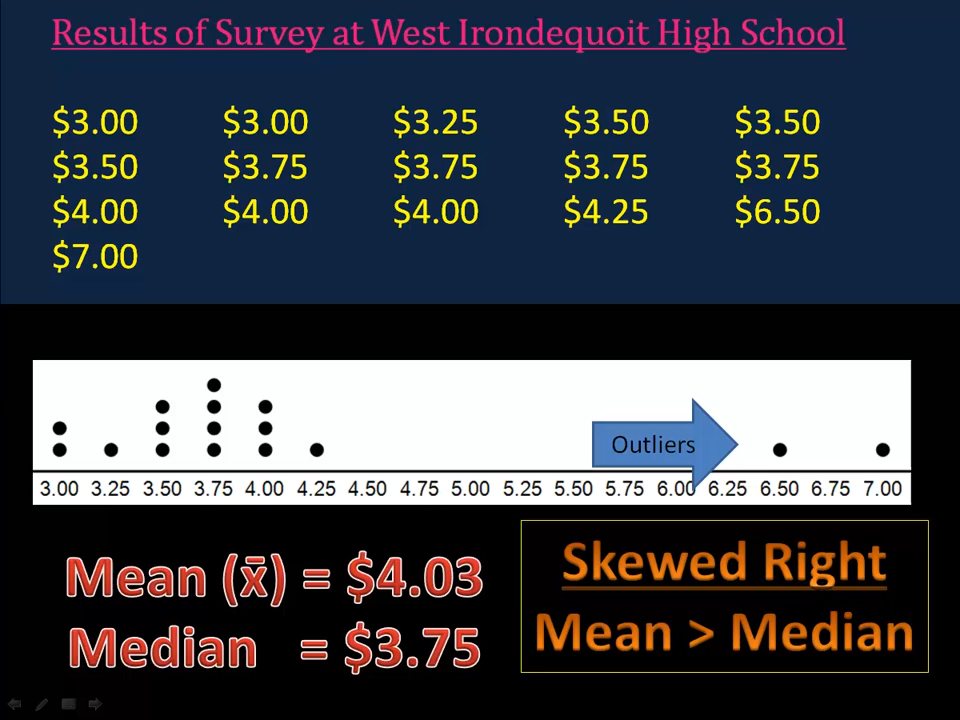 Results of Survey at West Irondequoit High School
$3.00 $3.00 $3.25 $3.50 $3.50
$3.50 $3.75 $3.75 $3.75 $3.75
$4.00 $4.00 $4.00 $4.25 $6.50
$7.00
Outliers
3.00 3.25 3.50 3.75 4.00 4.25 4.50 4.75 5.00 5.25 5.50 5.75 6.00 6.25 6.50 6.75 7.00
Mean (x̄) = $4.03
Median = $3.75
Skewed Right
Mean > Median